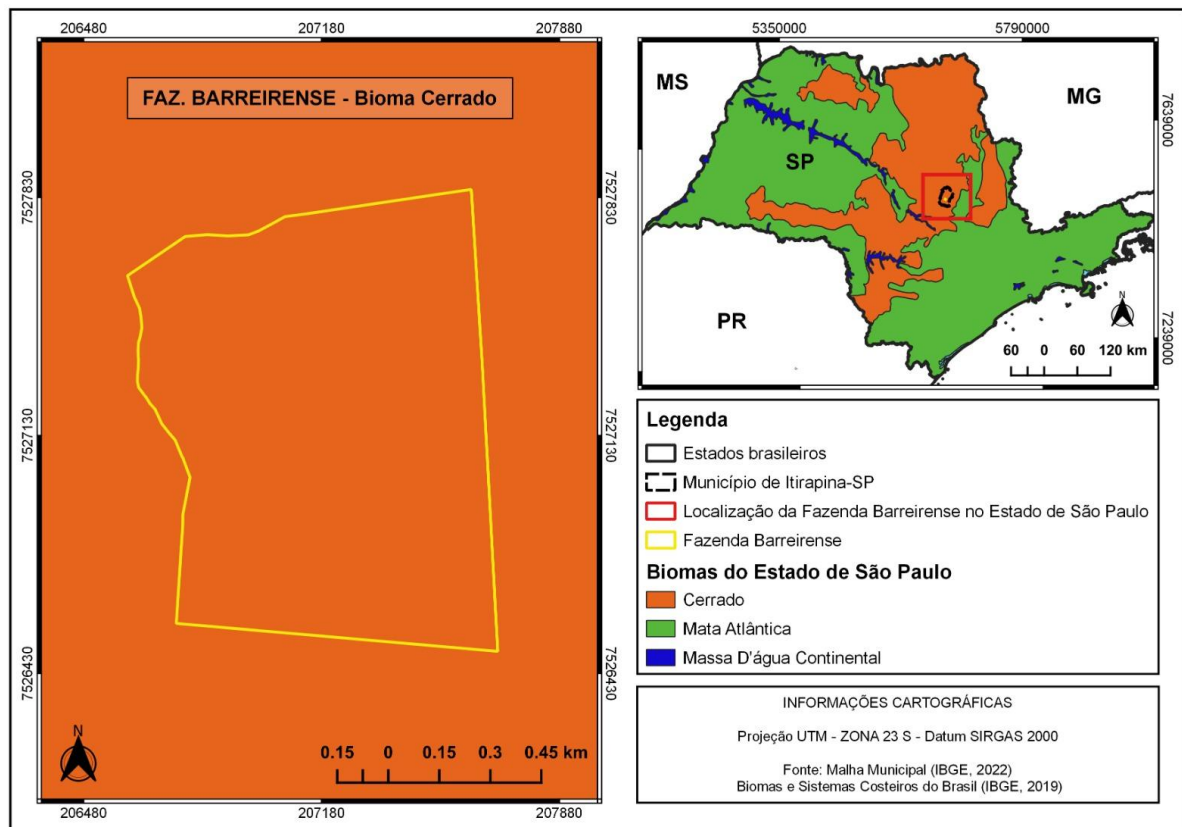 206480 207180 207880
FAZ. BARREIRENSE - Bioma Cerrado
7527830 7527830
7527130 7527130
7526430 7526430
N
0.15 0 0.15 0.3 0.45 km
206480 207180 207880
5350000 5790000
MS
MG
SP
PR
7639000
7239000
N
60 0 60 120 km
Legenda
Estados brasileiros
Município de Itirapina-SP
Localização da Fazenda Barreirense no Estado de São Paulo
Fazenda Barreirense
Biomas do Estado de São Paulo
Cerrado
Mata Atlântica
Massa D'água Continental
INFORMAÇÕES CARTOGRÁFICAS
Projeção UTM - ZONA 23 S - Datum SIRGAS 2000
Fonte: Malha Municipal (IBGE, 2022)
Biomas e Sistemas Costeiros do Brasil (IBGE, 2019)